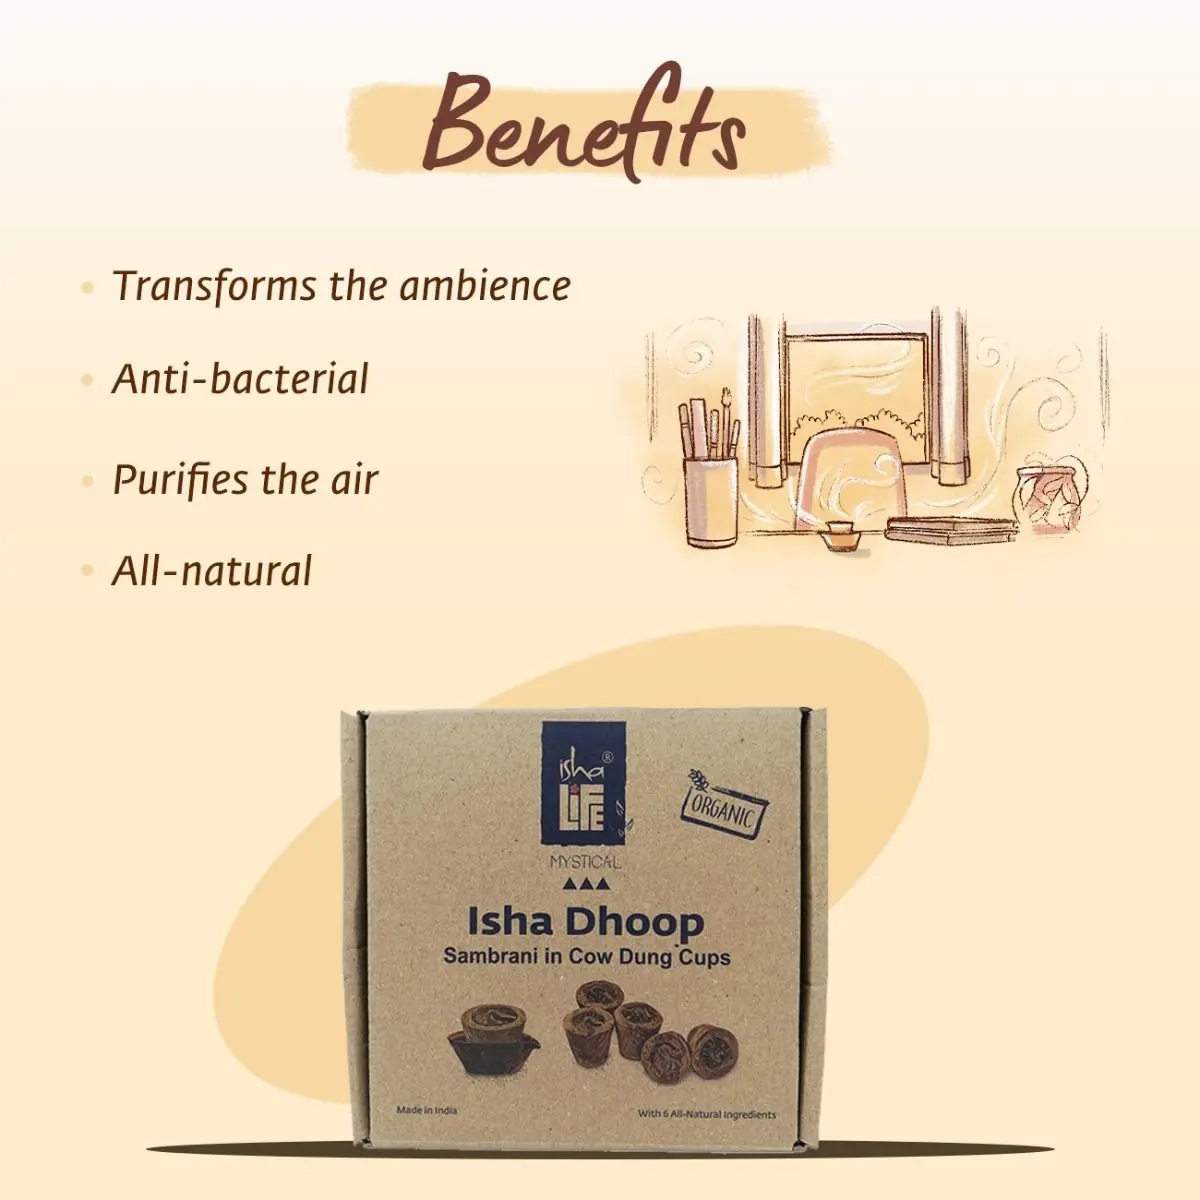 Benefits
Transforms the ambience
Anti-bacterial
Purifies the air
All-natural
isha®
LIFE
MYSTICAL
ORGANIC
Isha Dhoop
Sambrani in Cow Dung Cups
Made in India
With 6 All-Natural Ingredients